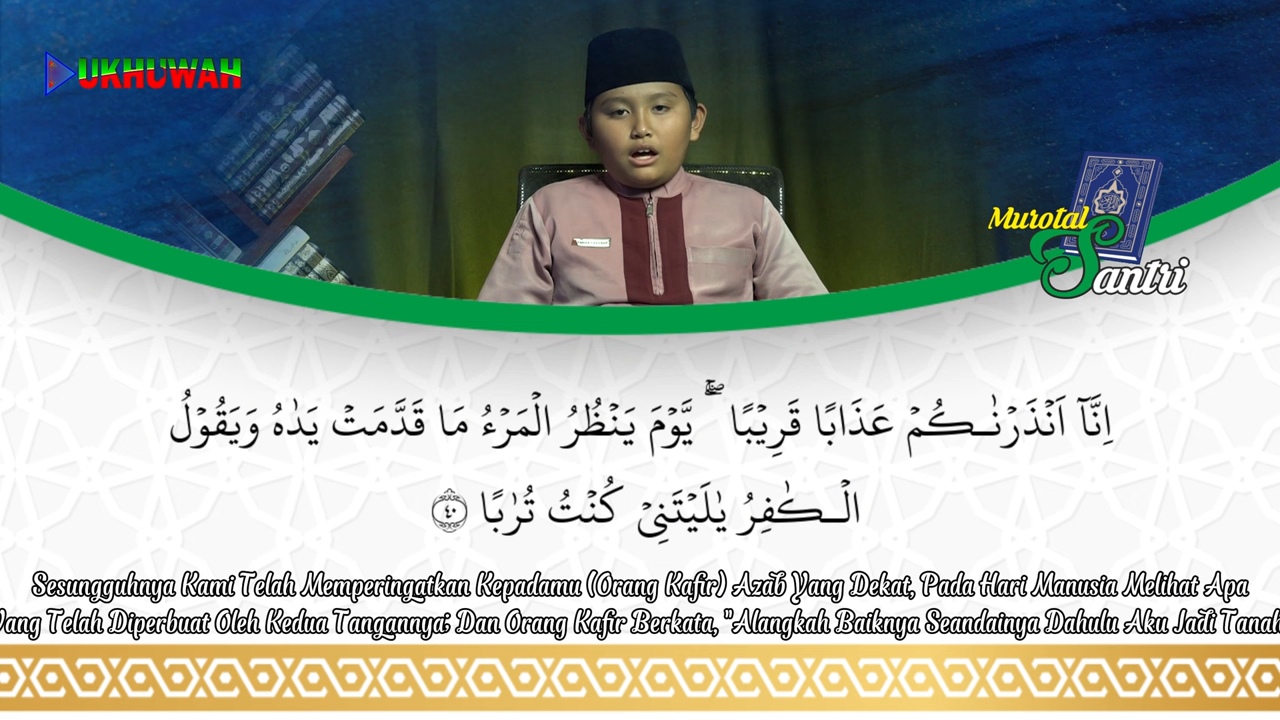 UKHUWAH
Murotal
Santri
اِنَّآ اَنْذَرْنٰـكُمْ عَذَابًا قَرِيْبًا ۖۚ يَّوْمَ يَنْظُرُ الْمَرْءُ مَا قَدَّمَتْ يَدٰهُ وَيَقُوْلُ
الْـكٰفِرُ يٰلَيْتَنِيْ كُنْتُ تُرٰبًا ۝٤٠
Sesungguhnya Kami Telah Memperingatkan Kepadamu (Orang Kafir) Azab Yang Dekat, Pada Hari Manusia Melihat Apa
Yang Telah Diperbuat Oleh Kedua Tangannya; Dan Orang Kafir Berkata, "Alangkah Baiknya Seandainya Dahulu Aku Jadi Tanah